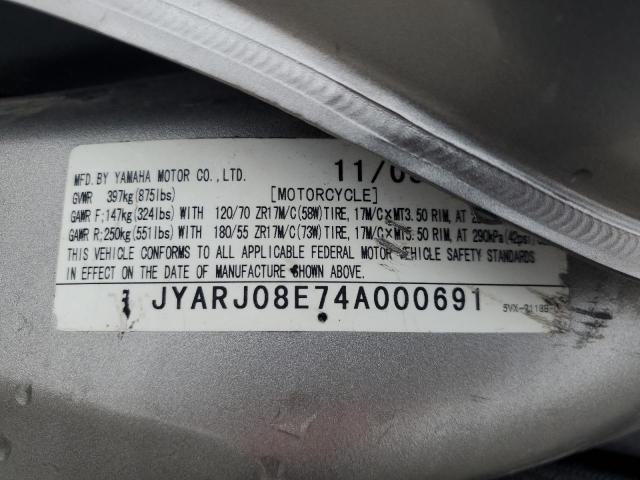 MFD.BY YAMAHA MOTOR CO.,LTD. 11/03
GVWR 397kg(875lbs) [MOTORCYCLE]
GAWR F;147kg(324lbs) WITH 120/70 ZR17M/C(58W)TIRE, 17M/C×MT3.50 RIM, AT
GAWR R;250kg(551lbs) WITH 180/55 ZR17M/C(73W)TIRE, 17M/C×MT5.50 RIM, AT 290kPa(42psi)
THIS VEHICLE CONFORMS TO ALL APPLICABLE FEDERAL MOTOR VEHICLE SAFETY STANDARDS
IN EFFECT ON THE DATE OF MANUFACTURE SHOWN ABOVE.
JYARJ08E74A000691